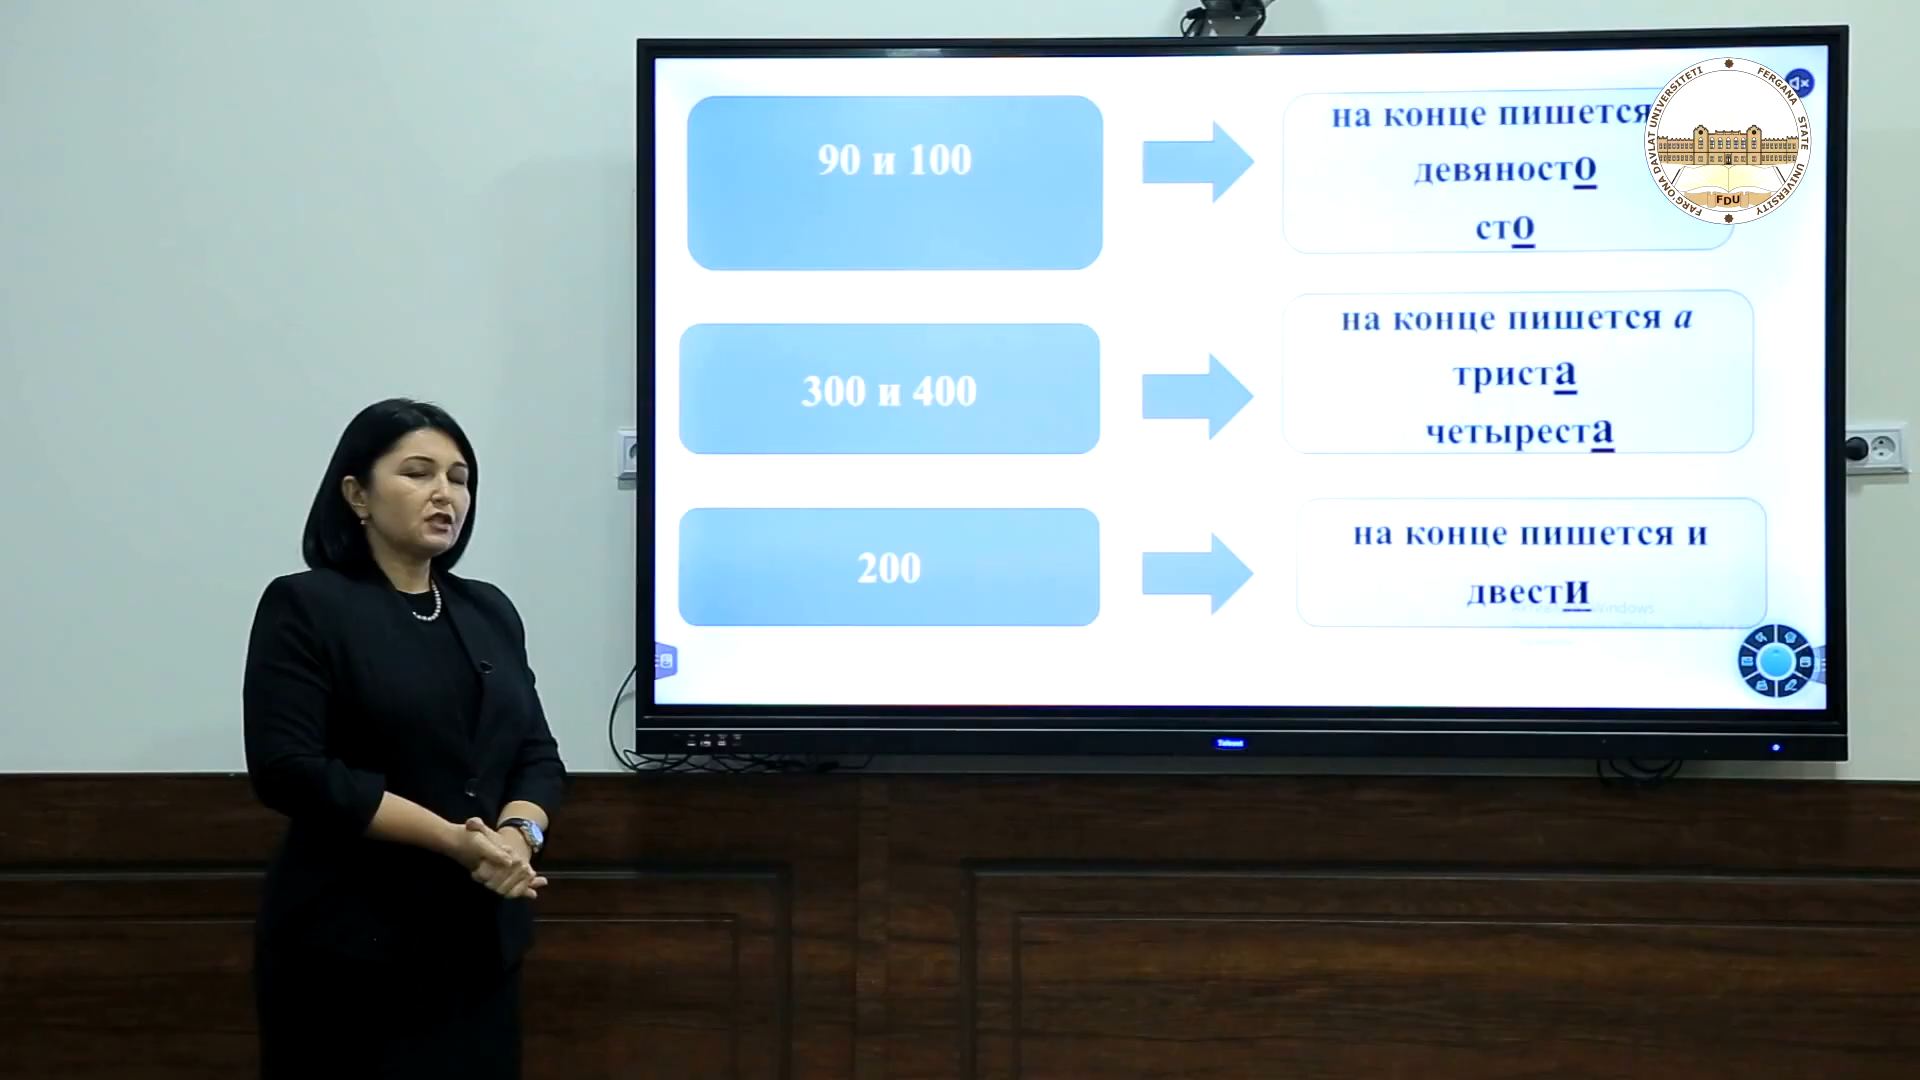 90 и 100
на конце пишется
девяносто
сто
300 и 400
на конце пишется а
триста
четыреста
200
на конце пишется и
двести
Windows
FARG'ONA DAVLAT UNIVERSITETI
FERGANA STATE UNIVERSITY
FDU